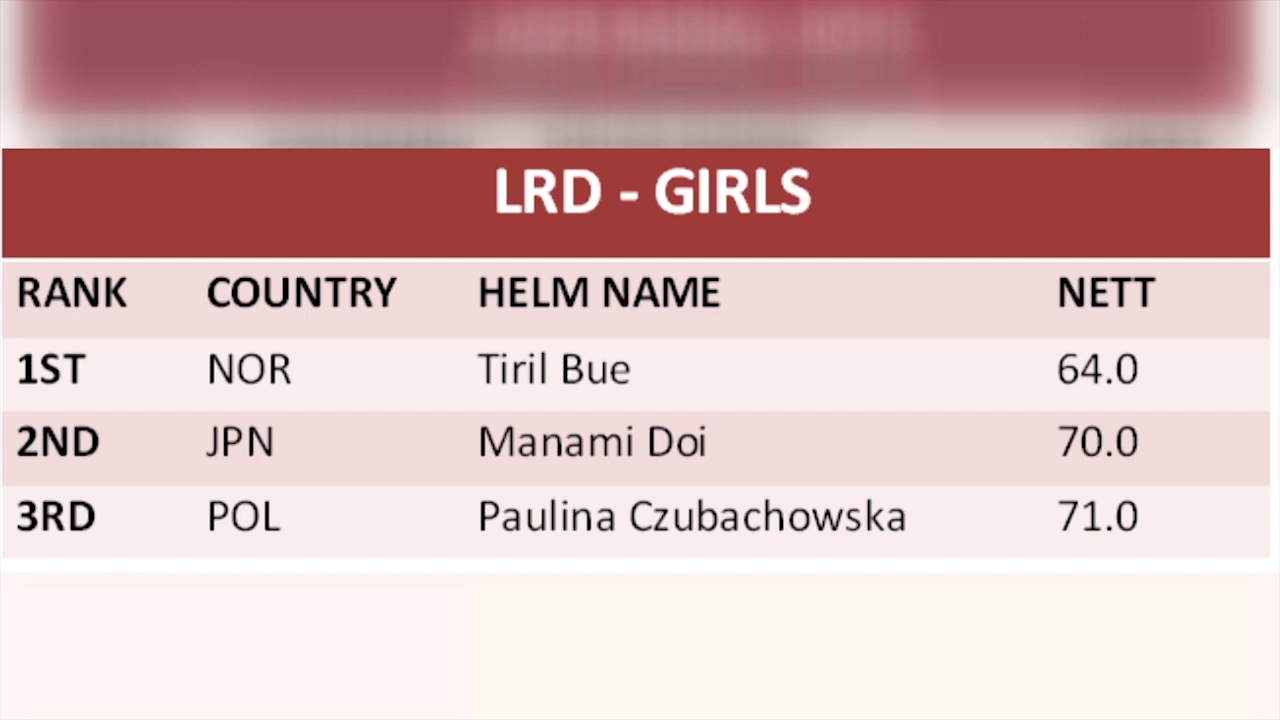 LRD - GIRLS
RANK COUNTRY HELM NAME NETT
1ST NOR Tiril Bue 64.0
2ND JPN Manami Doi 70.0
3RD POL Paulina Czubachowska 71.0